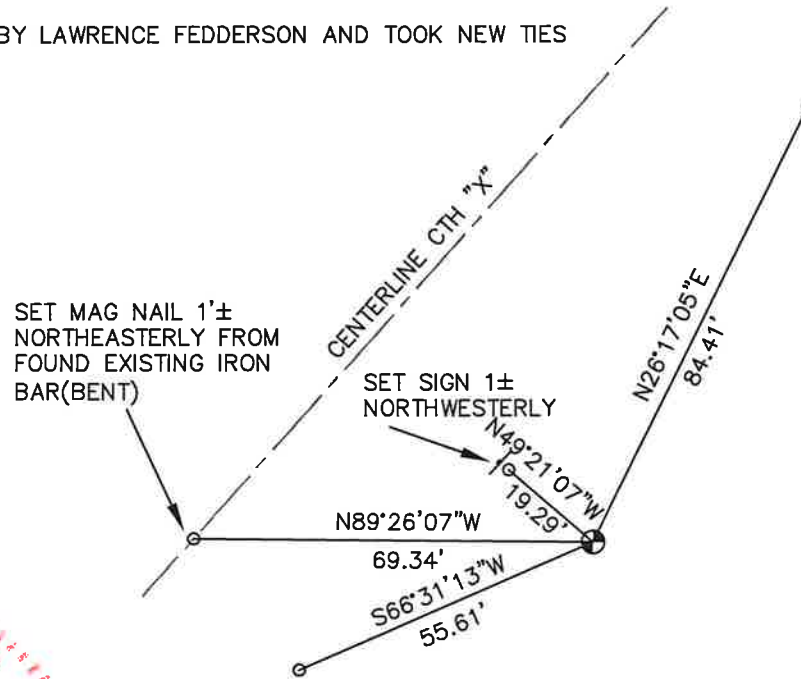 BY LAWRENCE FEDDERSON AND TOOK NEW TIES
CENTERLINE CTH "X"
N26°17'05"E
84.41'
SET MAG NAIL 1'±
NORTHEASTERLY FROM
FOUND EXISTING IRON
BAR(BENT)
SET SIGN 1±
NORTHWESTERLY
N49°21'07"W
19.29'
N89°26'07"W
69.34'
S66°31'13"W
55.61'